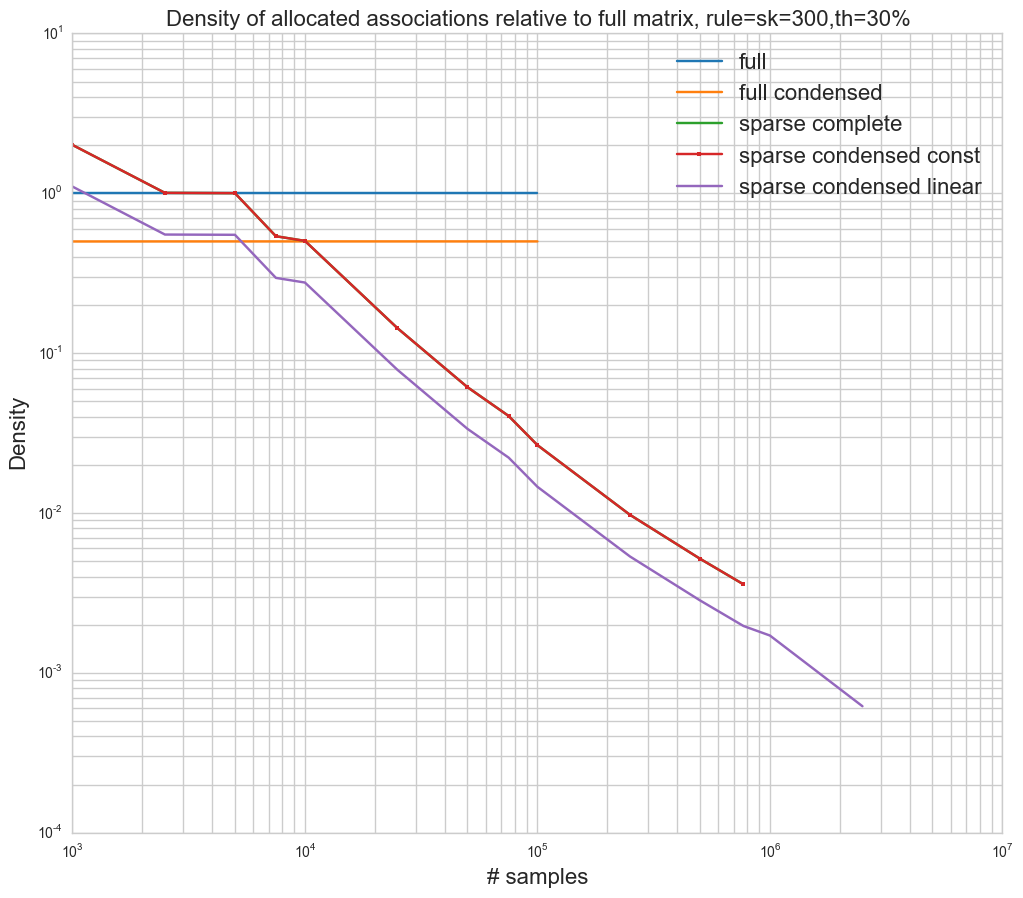 Density of allocated associations relative to full matrix, rule=sk=300,th=30%
full
full condensed
sparse complete
sparse condensed const
sparse condensed linear
10^1
10^0
10^-1
10^-2
10^-3
10^-4
Density
10^3 10^4 10^5 10^6 10^7
# samples